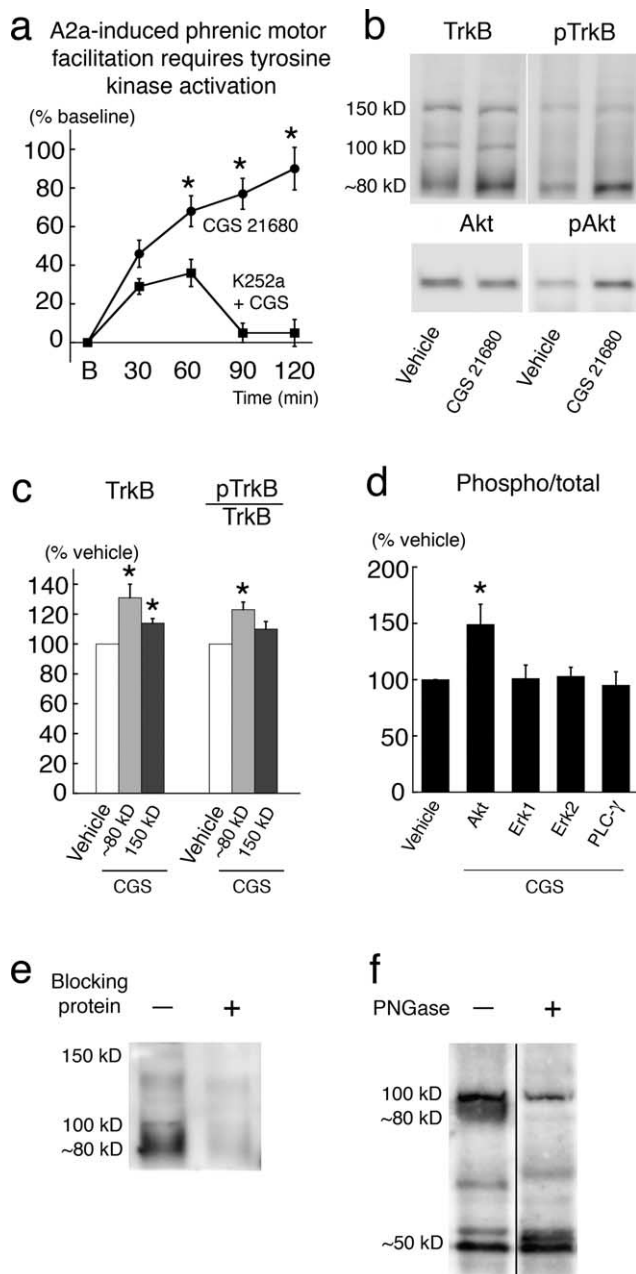 a
A2a-induced phrenic motor
facilitation requires tyrosine
kinase activation
(% baseline)
100
80
60
40
20
0
*
*
*
CGS 21680
K252a
+ CGS
B 30 60 90 120
Time (min)
b
TrkB pTrkB
150 kD
100 kD
~80 kD
Akt pAkt
Vehicle
CGS 21680
Vehicle
CGS 21680
c
TrkB
pTrkB
TrkB
(% vehicle)
140
120
100
80
60
40
20
0
*
*
*
Vehicle
~80 kD
150 kD
Vehicle
~80 kD
150 kD
CGS CGS
d
Phospho/total
(% vehicle)
200
150
100
50
0
*
Vehicle
Akt
Erk1
Erk2
PLC-γ
CGS
e
Blocking
protein — +
150 kD
100 kD
~80 kD
f
PNGase — +
100 kD
~80 kD
~50 kD